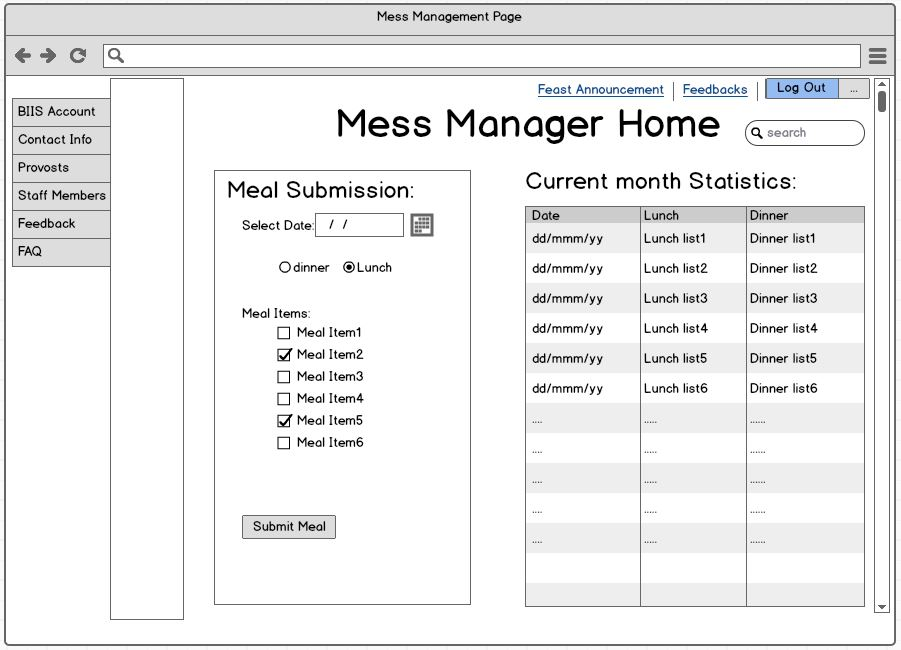 Mess Management Page
Feast Announcement
Feedbacks
Log Out
...
Mess Manager Home
search
BIIS Account
Contact Info
Provosts
Staff Members
Feedback
FAQ
Meal Submission:
Select Date: / /
dinner Lunch
Meal Items:
Meal Item1
Meal Item2
Meal Item3
Meal Item4
Meal Item5
Meal Item6
Submit Meal
Current month Statistics:
Date Lunch Dinner
dd/mmm/yy Lunch list1 Dinner list1
dd/mmm/yy Lunch list2 Dinner list2
dd/mmm/yy Lunch list3 Dinner list3
dd/mmm/yy Lunch list4 Dinner list4
dd/mmm/yy Lunch list5 Dinner list5
dd/mmm/yy Lunch list6 Dinner list6
.... ..... ......
.... ..... ......
.... ..... ......
.... ..... ......
.... ..... ......